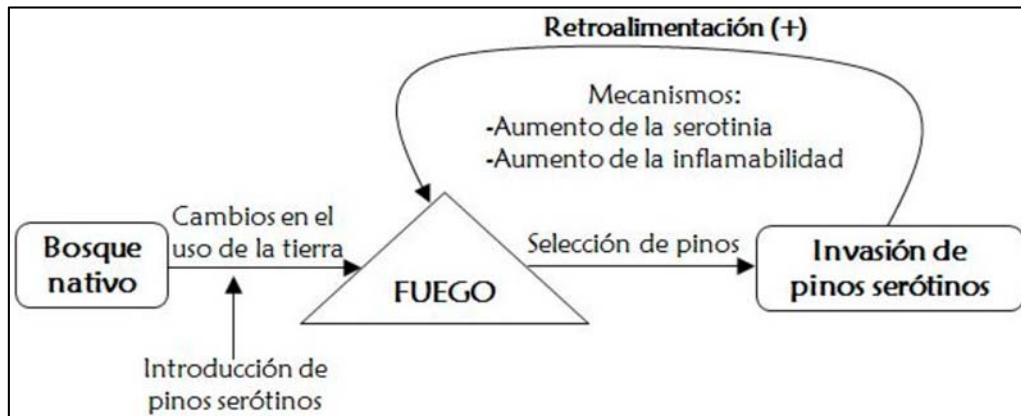 Retroalimentación (+)
Mecanismos:
-Aumento de la serotinia
-Aumento de la inflamabilidad
Bosque
nativo
Cambios en el
uso de la tierra
Introducción de
pinos serótinos
FUEGO
Selección de pinos
Invasión de
pinos serótinos